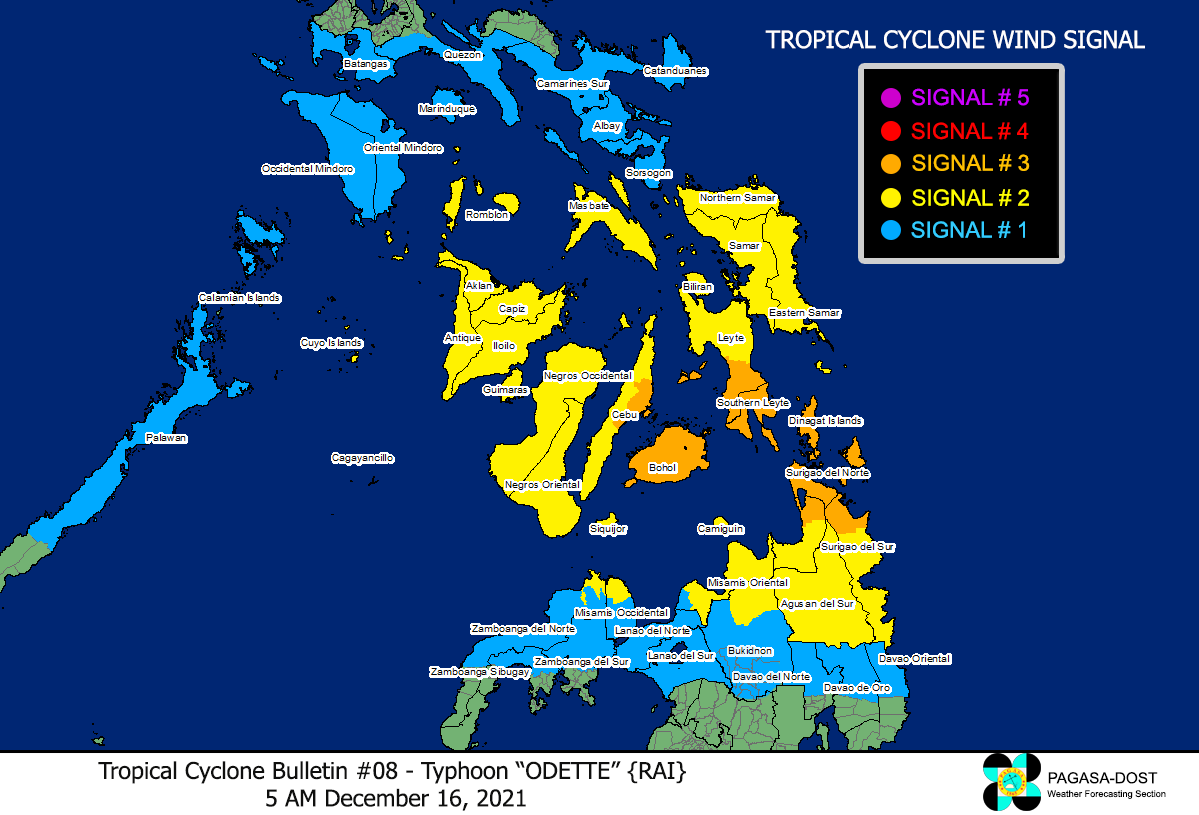 TROPICAL CYCLONE WIND SIGNAL
SIGNAL # 5
SIGNAL # 4
SIGNAL # 3
SIGNAL # 2
SIGNAL # 1
Quezon
Batangas
Catanduanes
Camarines Sur
Marinduque
Albay
Oriental Mindoro
Occidental Mindoro
Sorsogon
Northern Samar
Masbate
Romblon
Samar
Aklan
Biliran
Calamian Islands
Capiz
Eastern Samar
Antique
Leyte
Cuyo Islands
Iloilo
Negros Occidental
Guimaras
Southern Leyte
Cebu
Dinagat Islands
Palawan
Cagayancillo
Bohol
Surigao del Norte
Negros Oriental
Siquijor
Camiguin
Surigao del Sur
Misamis Oriental
Agusan del Sur
Misamis Occidental
Zamboanga del Norte
Lanao del Norte
Bukidnon
Lanao del Sur
Davao Oriental
Zamboanga del Sur
Zamboanga Sibugay
Davao del Norte
Davao de Oro
Tropical Cyclone Bulletin #08 - Typhoon “ODETTE” {RAI}
5 AM December 16, 2021
PAGASA-DOST
Weather Forecasting Section